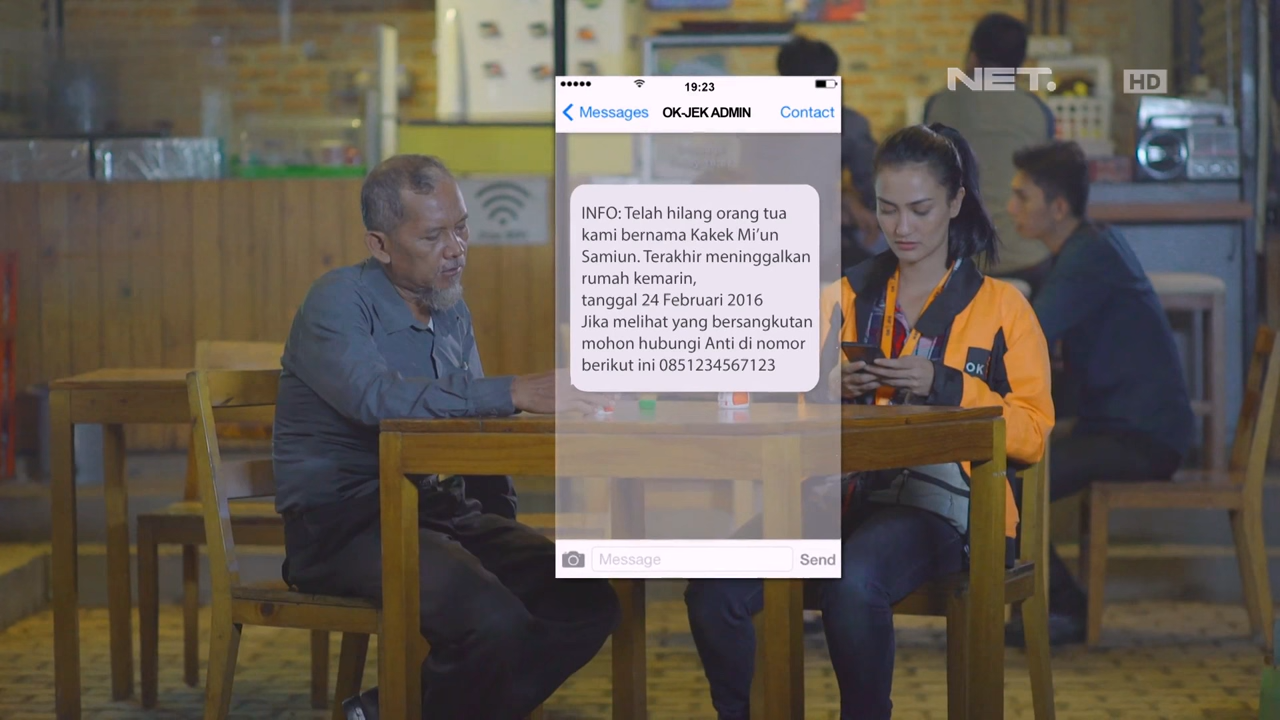 NET.
HD
19:23
Messages
OK-JEK ADMIN
Contact
INFO: Telah hilang orang tua
kami bernama Kakek Mi’un
Samiun. Terakhir meninggalkan
rumah kemarin,
tanggal 24 Februari 2016
Jika melihat yang bersangkutan
mohon hubungi Anti di nomor
berikut ini 0851234567123
OK
Message
Send